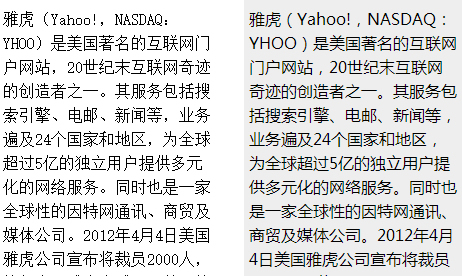 雅虎（Yahoo!，NASDAQ：
YHOO）是美国著名的互联网门
户网站，20世纪末互联网奇迹
的创造者之一。其服务包括搜
索引擎、电邮、新闻等，业务
遍及24个国家和地区，为全球
超过5亿的独立用户提供多元
化的网络服务。同时也是一家
全球性的因特网通讯、商贸及
媒体公司。2012年4月4日美国
雅虎公司宣布将裁员2000人，
雅虎（Yahoo!，NASDAQ：
YHOO）是美国著名的互联网
门户网站，20世纪末互联网
奇迹的创造者之一。其服务
包括搜索引擎、电邮、新闻等，
业务遍及24个国家和地区，
为全球超过5亿的独立用户提
供多元化的网络服务。同时也
是一家全球性的因特网通讯、
商贸及媒体公司。2012年4月
4日美国雅虎公司宣布将裁员